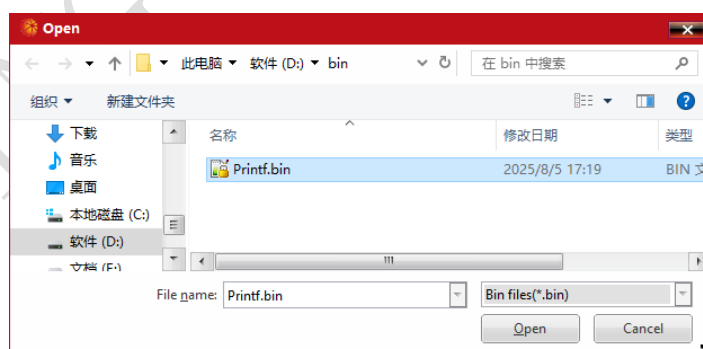 Open
此电脑 软件 (D:) bin 在 bin 中搜索
组织 新建文件夹
下载 名称 修改日期 类型
音乐 Printf.bin 2025/8/5 17:19 BIN
桌面
本地磁盘 (C:)
软件 (D:)
文档 (E:)
File name: Printf.bin Bin files(*.bin)
Open Cancel